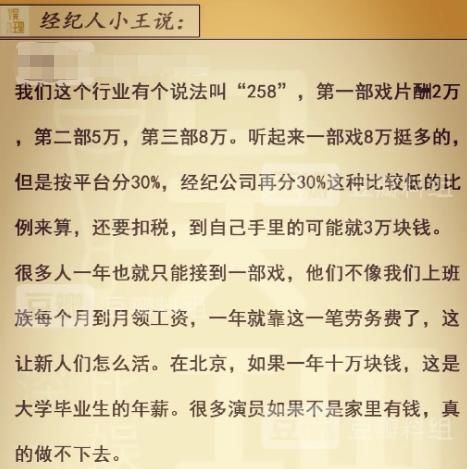 经纪人小王说：
我们这个行业有个说法叫“258”，第一部戏片酬2万
，第二部5万，第三部8万。听起来一部戏8万挺多的，
但是按平台分30%，经纪公司再分30%这种比较低的比
例来算，还要扣税，到自己手里的可能就3万块钱。
很多人一年也就只能接到一部戏，他们不像我们上班
族每个月到月领工资，一年就靠这一笔劳务费了，这
让新人们怎么活。在北京，如果一年十万块钱，这是
大学毕业生的年薪。很多演员如果不是家里有钱，真
的做不下去。